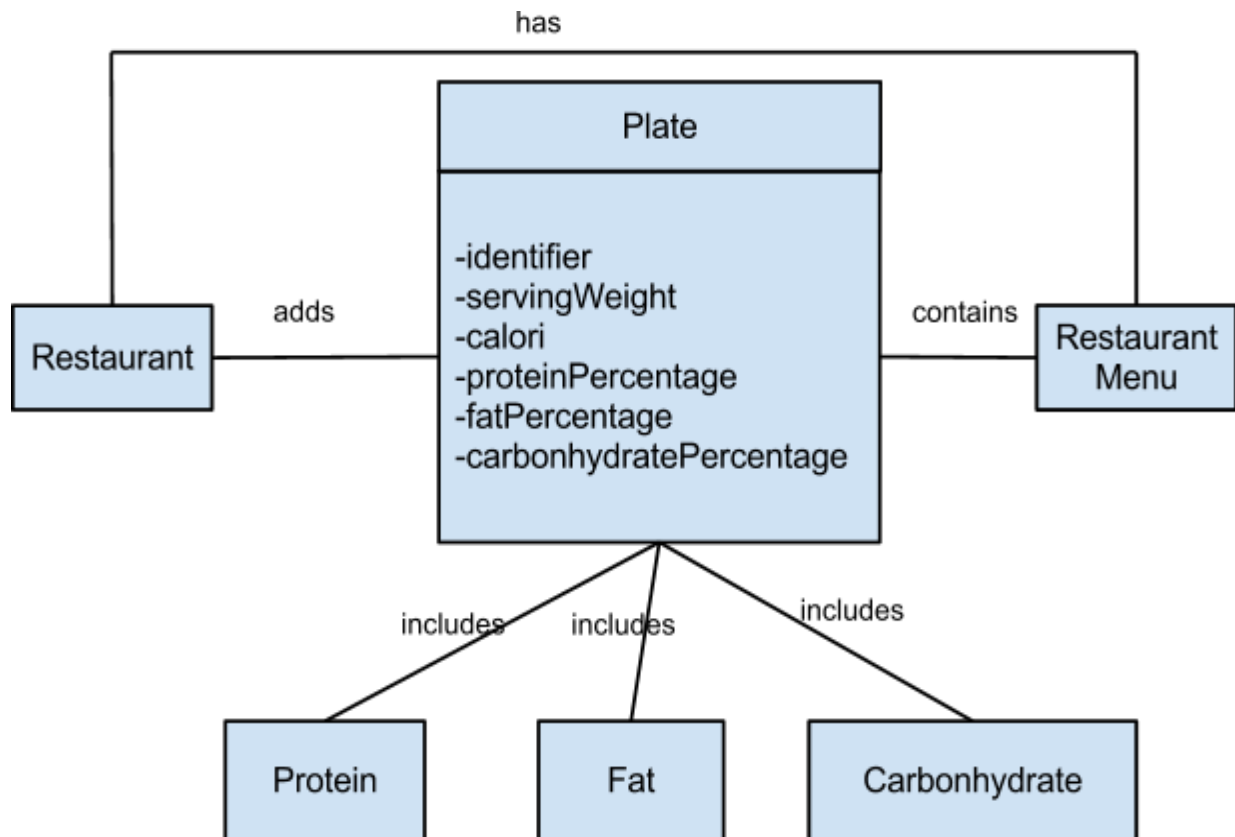 has
Plate
-identifier
-servingWeight
-calori
-proteinPercentage
-fatPercentage
-carbonhydratePercentage
Restaurant
adds
contains
Restaurant
Menu
includes
includes
includes
Protein
Fat
Carbonhydrate